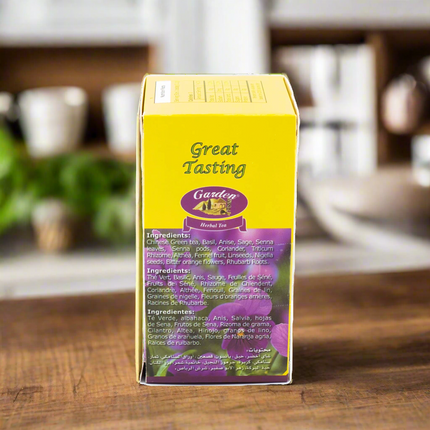 Great
Tasting
Garden
Herbal Tea
Ingredients:
Chinese Green tea, Basil, Anise, Sage, Senna
leaves, Senna pods, Coriander, Triticum
Rhizome, Althea, Fennel fruit, Linseeds, Nigella
seeds, Bitter orange flowers, Rhubarb Roots.
Ingredients:
Thé Vert, Basilic, Anis, Sauge, Feuilles de Séné,
Fruits de Séné, Rhizome de Chiendent,
Coriandre, Althée, Fenouil, Graines de lin,
Graines de nigelle, Fleurs d'oranges amères,
Racines de Rhubarbe.
Ingredientes:
Té Verde, albahaca, Anís, Salvia, hojas
de Sena, Frutos de Sena, Rizoma de grama,
Cilantro, Altea, Hinojo, grano de lino,
Granos de arañuela, Flores de Naranja agria,
Raíces de ruibarbo.
محتويات: